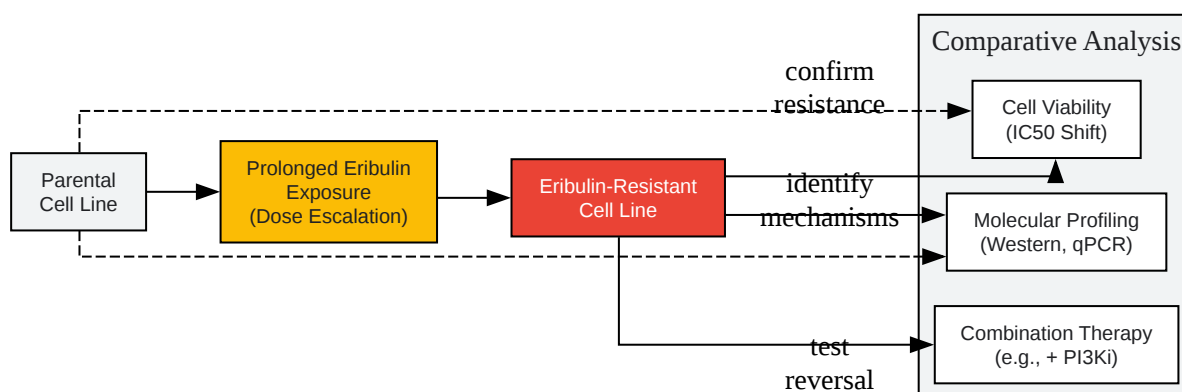 Comparative Analysis
confirm
resistance
Cell Viability
(IC50 Shift)
Parental
Cell Line
Prolonged Eribulin
Exposure
(Dose Escalation)
Eribulin-Resistant
Cell Line
identify
mechanisms
Molecular Profiling
(Western, qPCR)
Combination Therapy
(e.g., + PI3Ki)
test
reversal